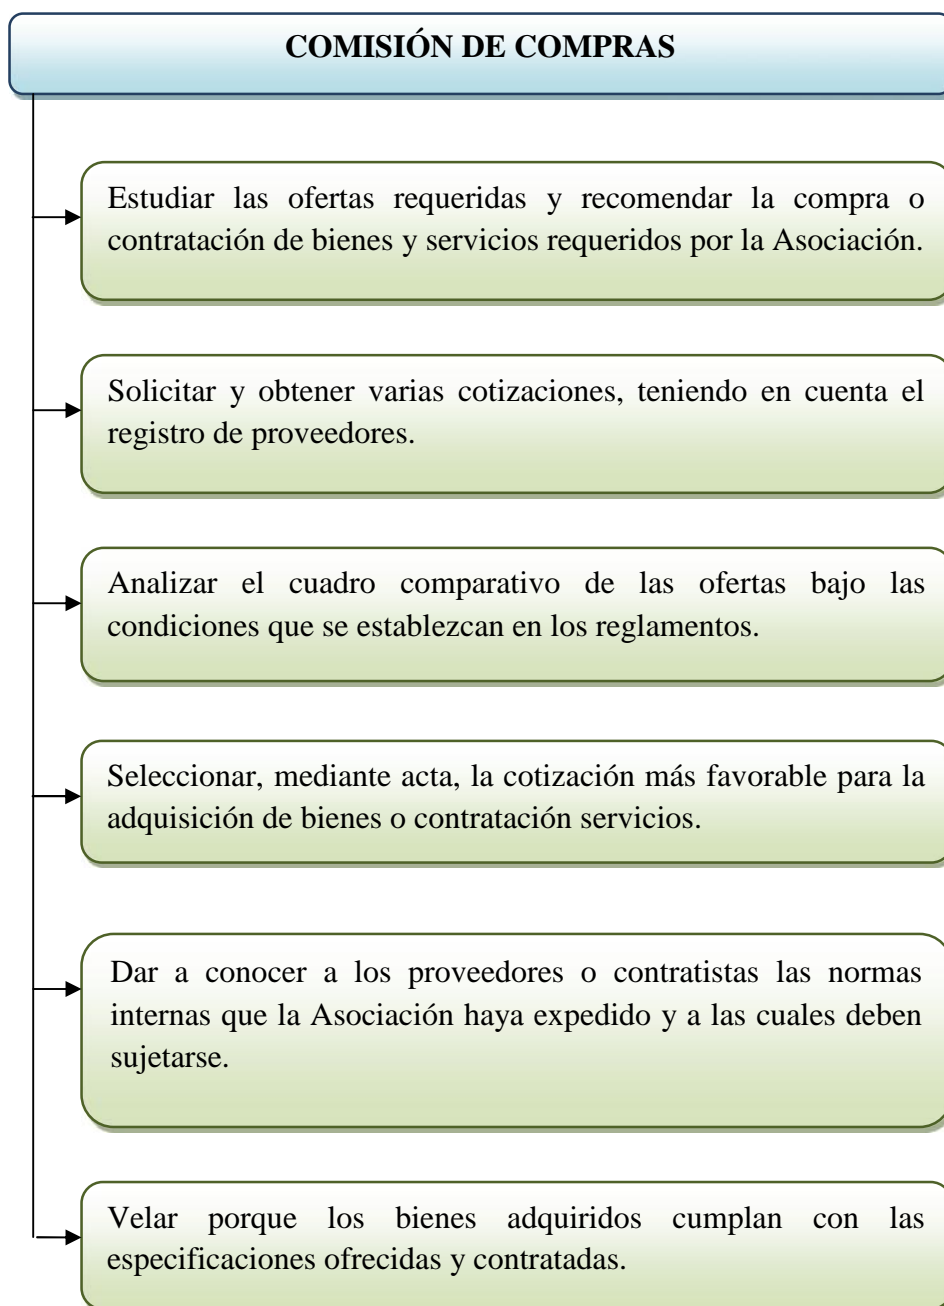 COMISIÓN DE COMPRAS
Estudiar las ofertas requeridas y recomendar la compra o
contratación de bienes y servicios requeridos por la Asociación.
Solicitar y obtener varias cotizaciones, teniendo en cuenta el
registro de proveedores.
Analizar el cuadro comparativo de las ofertas bajo las
condiciones que se establezcan en los reglamentos.
Seleccionar, mediante acta, la cotización más favorable para la
adquisición de bienes o contratación servicios.
Dar a conocer a los proveedores o contratistas las normas
internas que la Asociación haya expedido y a las cuales deben
sujetarse.
Velar porque los bienes adquiridos cumplan con las
especificaciones ofrecidas y contratadas.